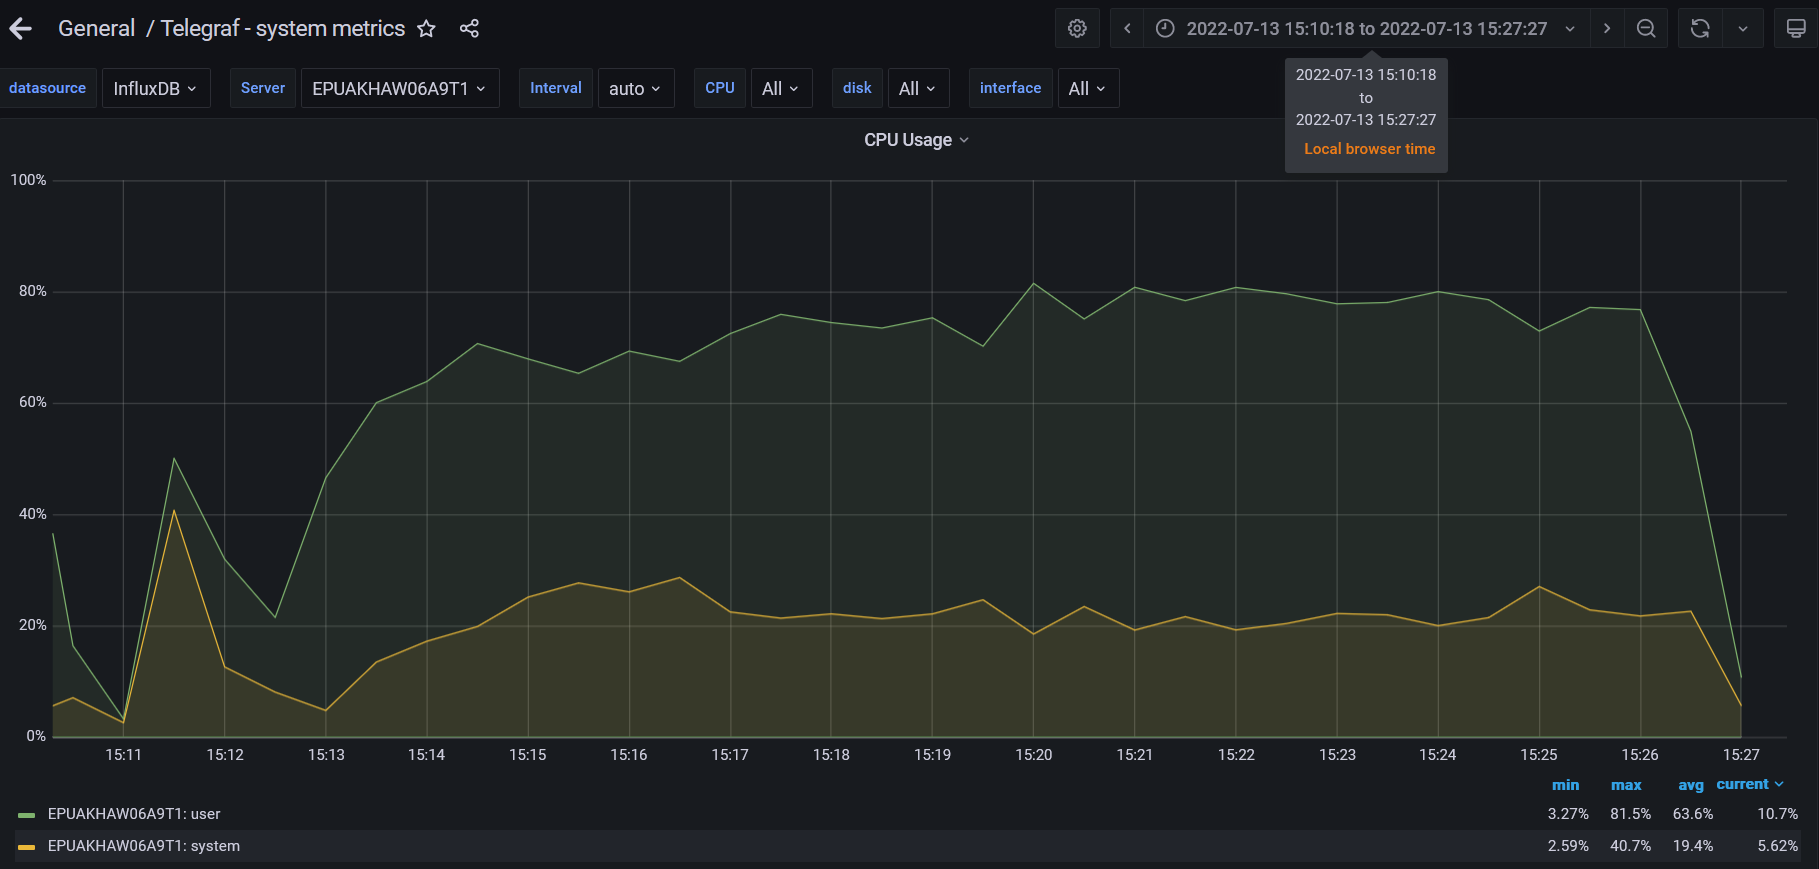 General / Telegraf - system metrics
2022-07-13 15:10:18 to 2022-07-13 15:27:27
datasource InfluxDB Server EPUAKHAW06A9T1 Interval auto CPU All disk All interface All
2022-07-13 15:10:18
to
2022-07-13 15:27:27
Local browser time
CPU Usage
100%
80%
60%
40%
20%
0%
15:11 15:12 15:13 15:14 15:15 15:16 15:17 15:18 15:19 15:20 15:21 15:22 15:23 15:24 15:25 15:26 15:27
min max avg current
EPUAKHAW06A9T1: user 3.27% 81.5% 63.6% 10.7%
EPUAKHAW06A9T1: system 2.59% 40.7% 19.4% 5.62%